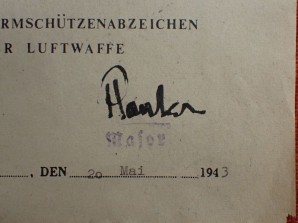 RMSCHÜTZENABZEICHEN
R LUFTWAFFE
Major
, DEN 20 Mai 1943